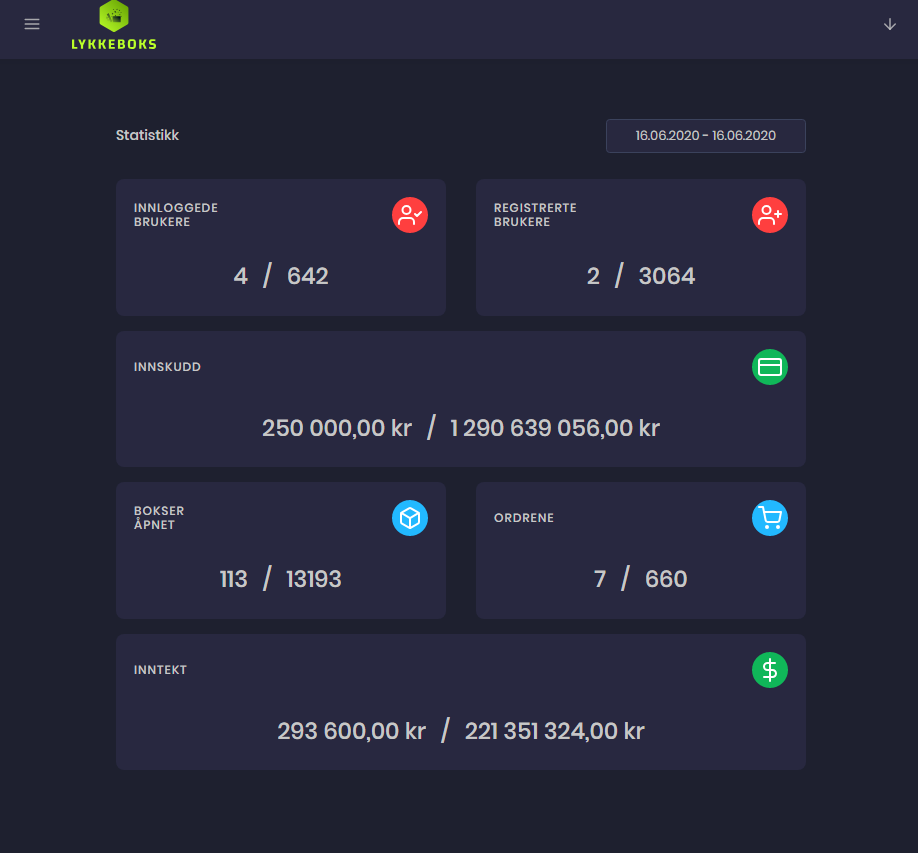 LYKKEBOKS
Statistikk
16.06.2020 - 16.06.2020
INNLOGGEDE
BRUKERE
4 / 642
REGISTRERTE
BRUKERE
2 / 3064
INNSKUDD
250 000,00 kr / 1 290 639 056,00 kr
BOKSER
ÅPNET
113 / 13193
ORDRENE
7 / 660
INNTEKT
293 600,00 kr / 221 351 324,00 kr